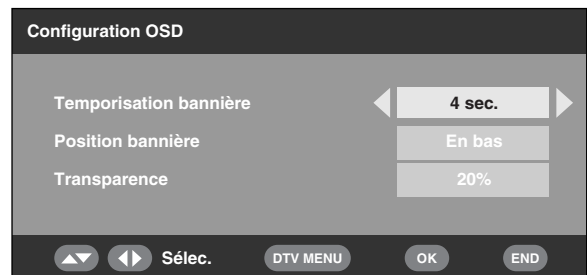 Configuration OSD
Temporisation bannière 4 sec.
Position bannière En bas
Transparence 20%
Sélec. DTV MENU OK END